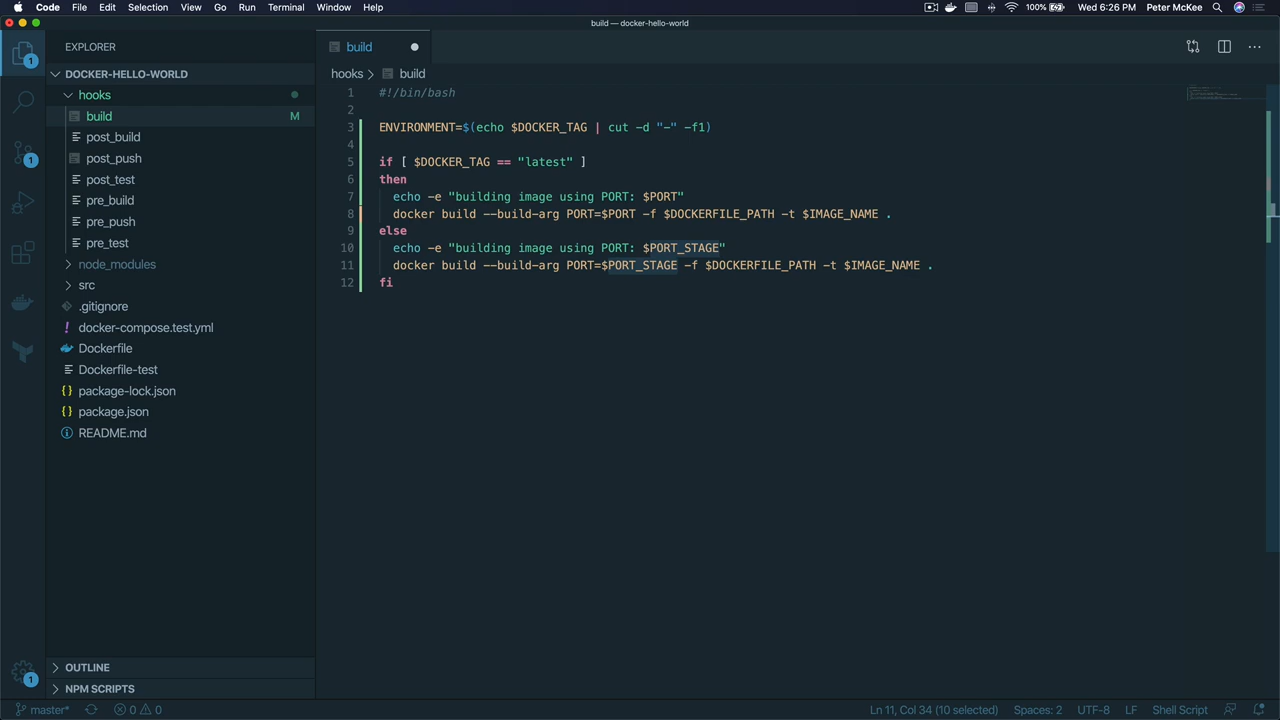 Code File Edit Selection View Go Run Terminal Window Help 100% Wed 6:26 PM Peter McKee
build — docker-hello-world
EXPLORER
DOCKER-HELLO-WORLD
hooks
build M
post_build
post_push
post_test
pre_build
pre_push
pre_test
node_modules
src
.gitignore
! docker-compose.test.yml
Dockerfile
Dockerfile-test
{} package-lock.json
{} package.json
README.md
OUTLINE
NPM SCRIPTS
1
1
1
build
hooks > build
1 #!/bin/bash
2
3 ENVIRONMENT=$(echo $DOCKER_TAG | cut -d "-" -f1)
4
5 if [ $DOCKER_TAG == "latest" ]
6 then
7 echo -e "building image using PORT: $PORT"
8 docker build --build-arg PORT=$PORT -f $DOCKERFILE_PATH -t $IMAGE_NAME .
9 else
10 echo -e "building image using PORT: $PORT_STAGE"
11 docker build --build-arg PORT=$PORT_STAGE -f $DOCKERFILE_PATH -t $IMAGE_NAME .
12 fi
master* 0 0 Ln 11, Col 34 (10 selected) Spaces: 2 UTF-8 LF Shell Script